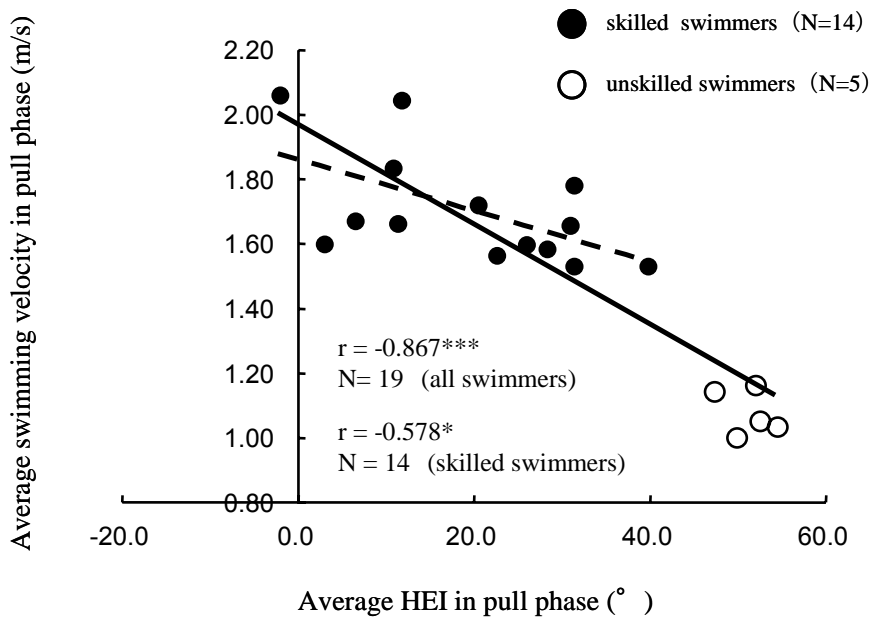 skilled swimmers（N=14）
unskilled swimmers（N=5）
Average swimming velocity in pull phase (m/s)
2.20
2.00
1.80
1.60
1.40
1.20
1.00
0.80
r = -0.867***
N= 19 (all swimmers)
r = -0.578*
N = 14 (skilled swimmers)
-20.0 0.0 20.0 40.0 60.0
Average HEI in pull phase (°)